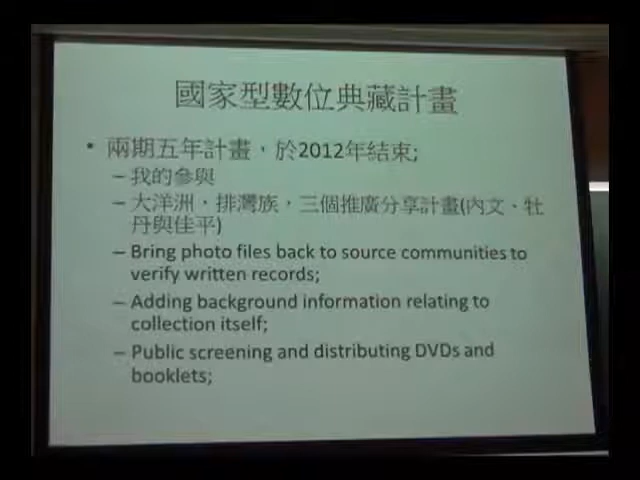 國家型數位典藏計畫
• 兩期五年計畫，於2012年結束;
– 我的參與
– 大洋洲，排灣族，三個推廣分享計畫(內文、牡
丹與佳平)
– Bring photo files back to source communities to
verify written records;
– Adding background information relating to
collection itself;
– Public screening and distributing DVDs and
booklets;